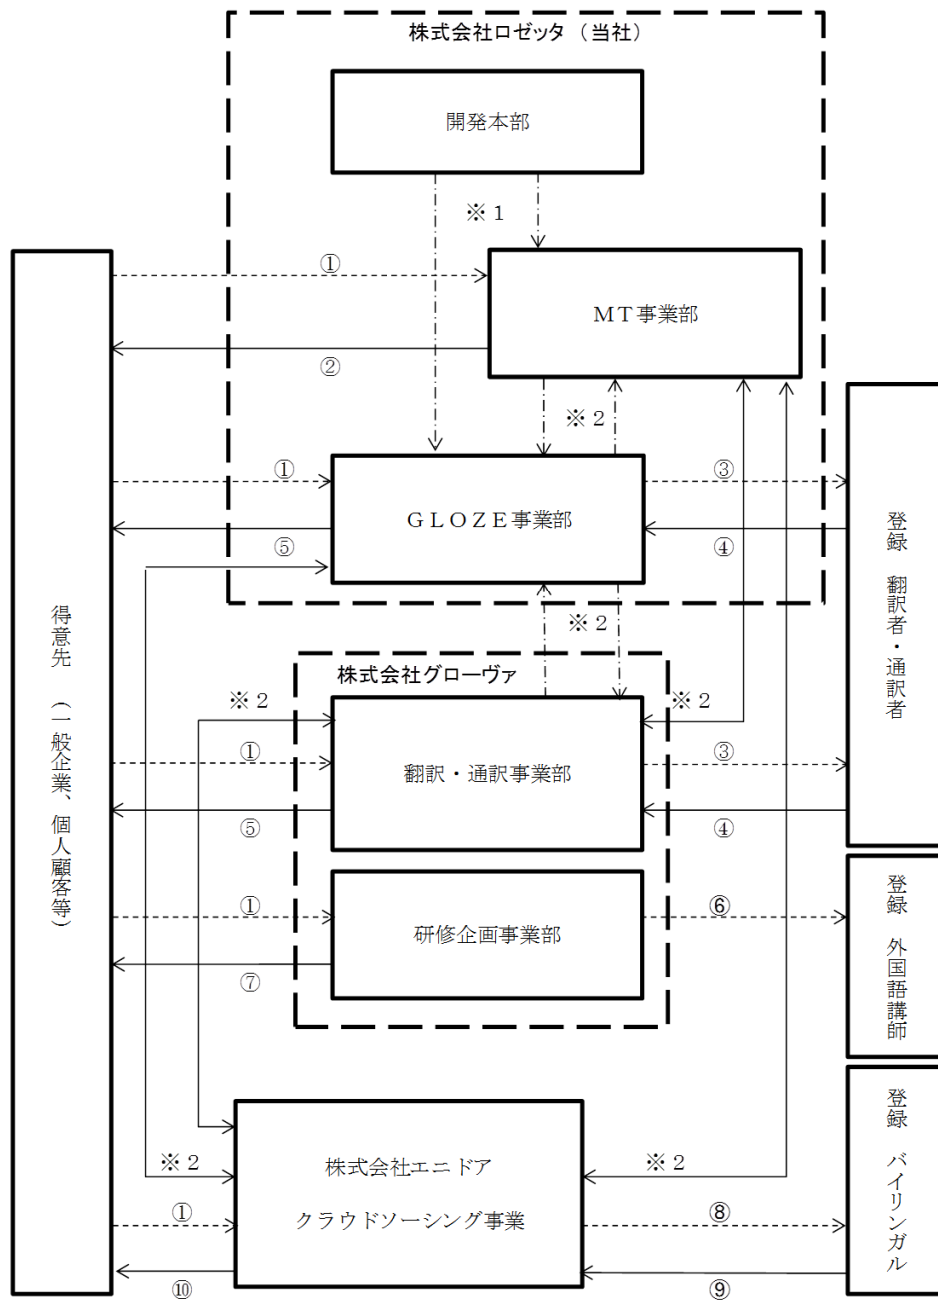 株式会社ロゼッタ（当社）
開発本部
※１
①
ＭＴ事業部
②
※２
①
③
ＧＬＯＺＥ事業部
⑤
④
※２
株式会社グローヴァ
※２
※２
①
③
翻訳・通訳事業部
⑤
④
①
⑥
研修企画事業部
⑦
得意先　（一般企業、個人顧客等）
登録　翻訳者・通訳者
登録　外国語講師
登録　バイリンガル
※２
※２
株式会社エニドア
クラウドソーシング事業
①
⑧
⑩
⑨